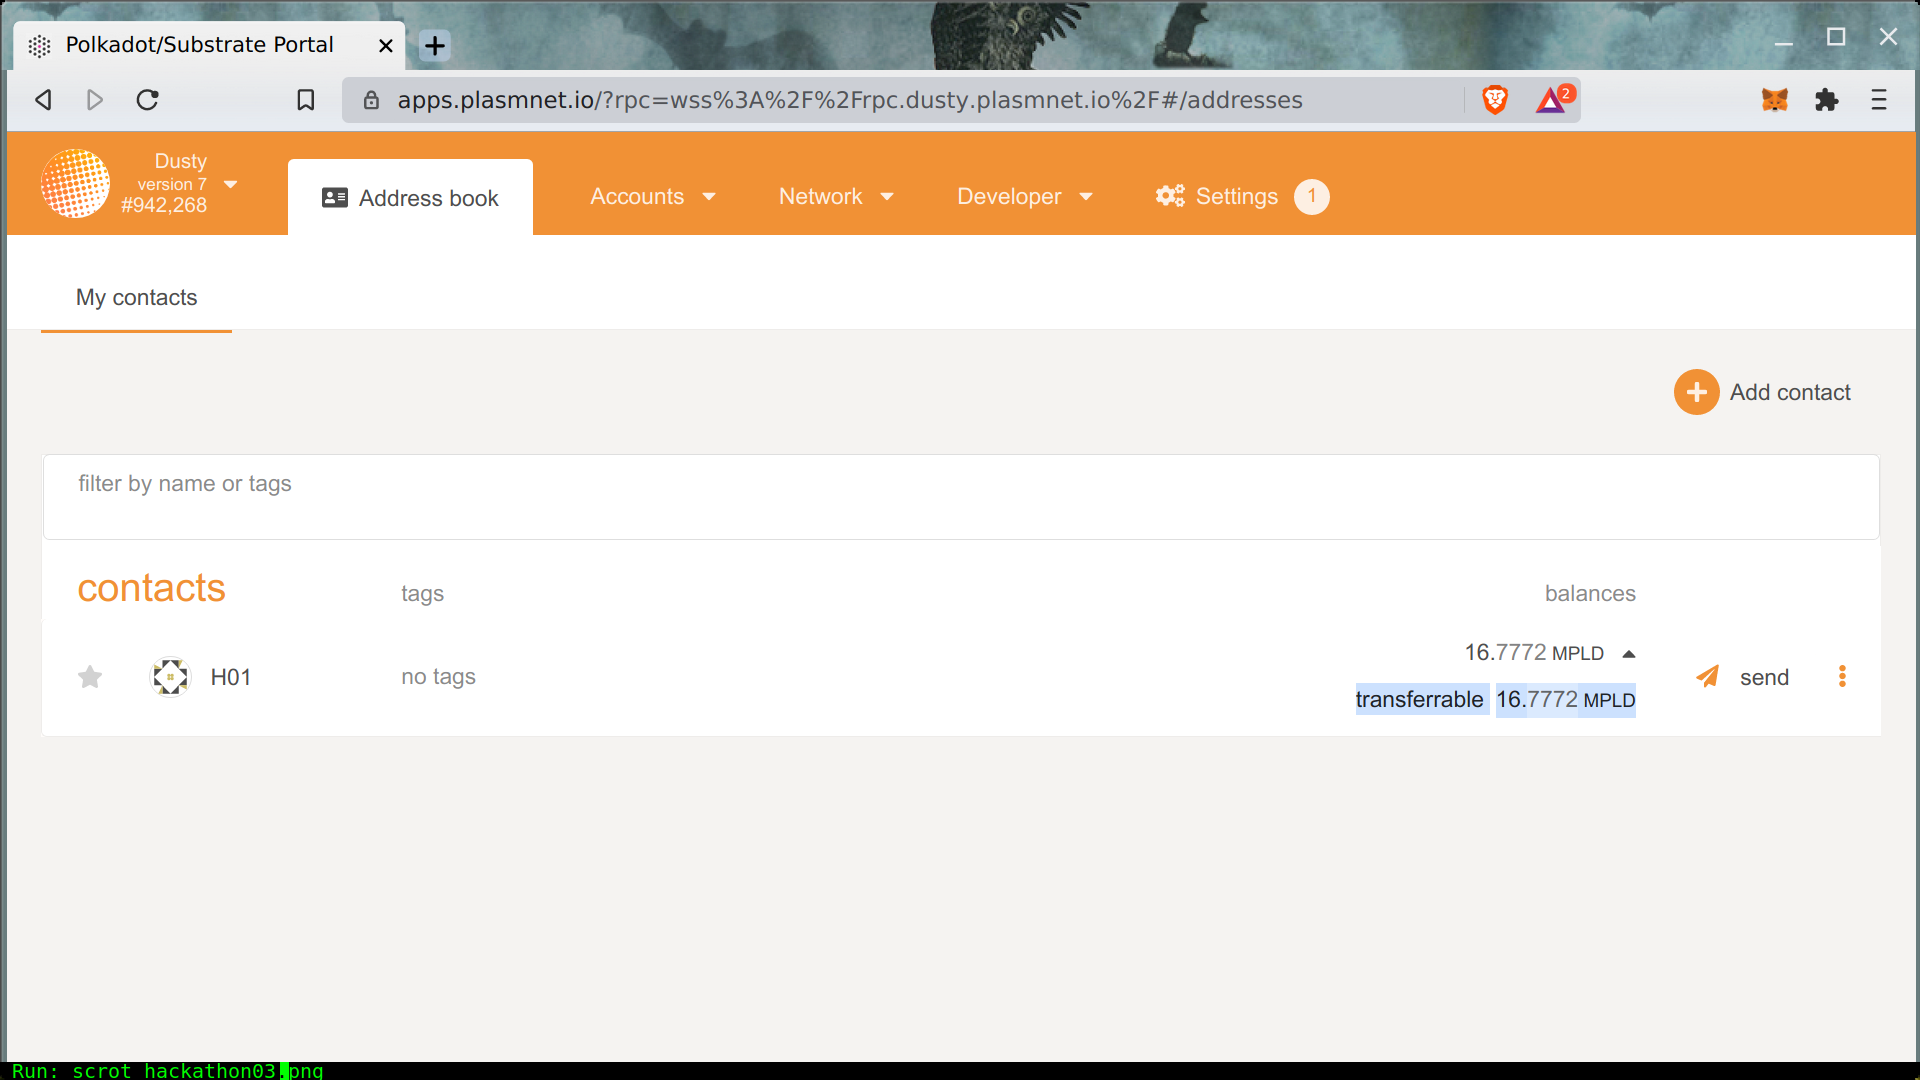 Polkadot/Substrate Portal
apps.plasmnet.io/?rpc=wss%3A%2F%2Frpc.dusty.plasmnet.io%2F#/addresses
2
Dusty
version 7
#942,268
Address book
Accounts
Network
Developer
Settings
1
My contacts
Add contact
filter by name or tags
contacts tags balances
H01 no tags 16.7772 MPLD send
transferrable 16.7772 MPLD
Run: scrot hackathon03.png